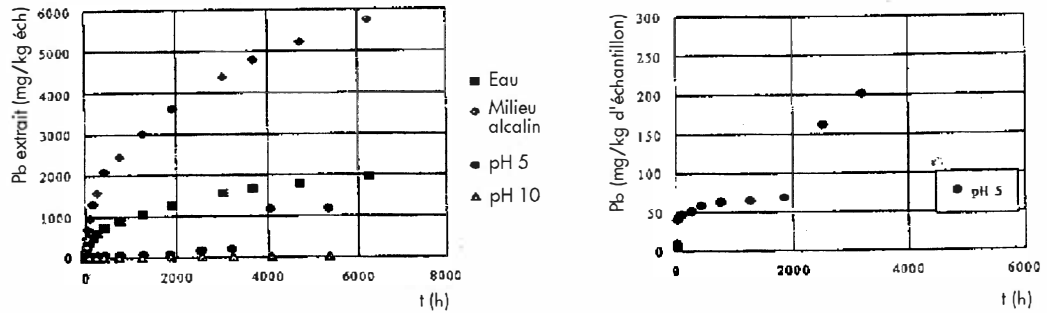 Pb extrait (mg/kg éch)
6000
5000
4000
3000
2000
1000
0
0
2000
4000
6000
8000
t (h)
Eau
Milieu
alcalin
pH 5
pH 10
Pb (mg/kg d'échantillon)
300
250
200
150
100
50
0
0
2000
4000
6000
t (h)
pH 5